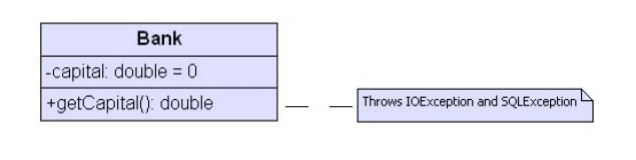 Bank
-capital: double = 0
+getCapital(): double
Throws IOException and SQLException